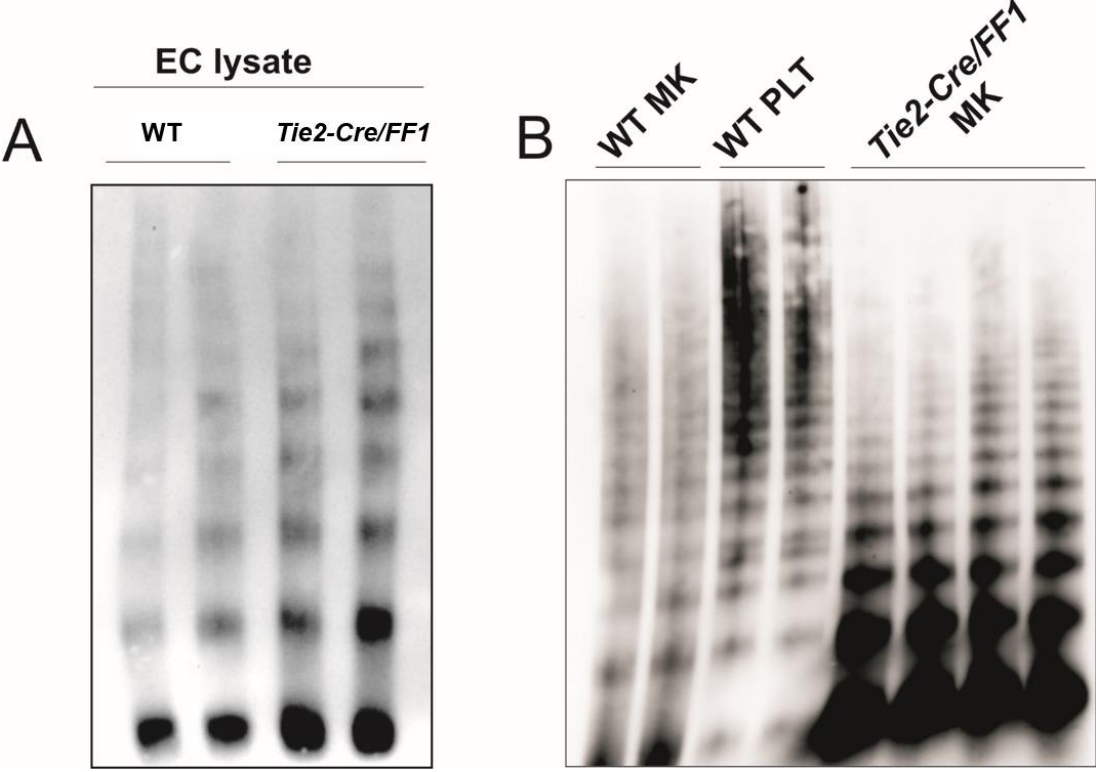 EC lysate
A
WT
Tie2-Cre/FF1
B
WT MK
WT PLT
Tie2-Cre/FF1
MK